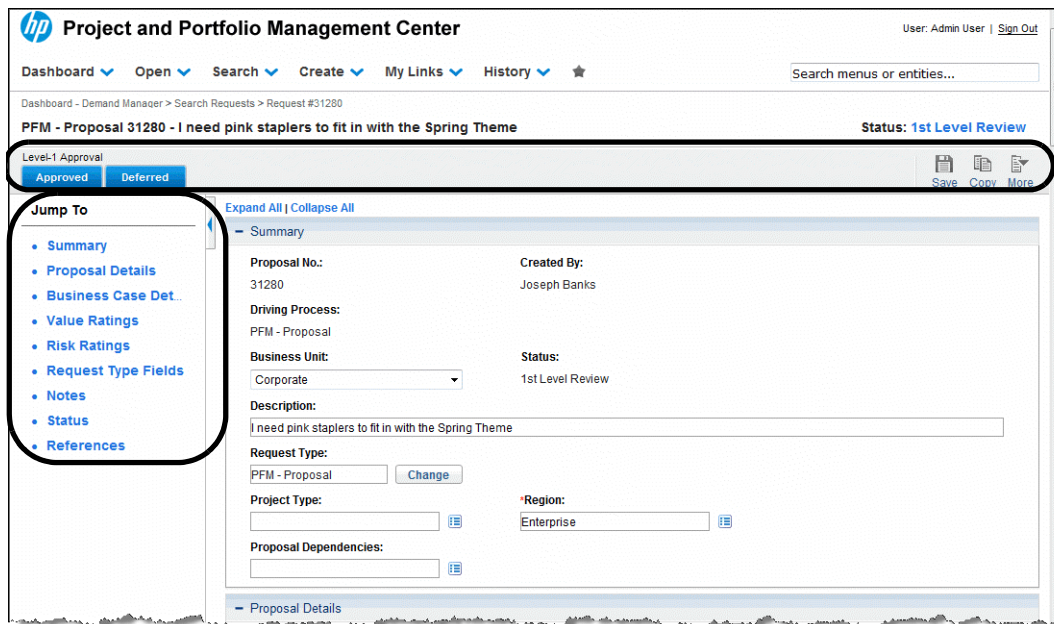 hp Project and Portfolio Management Center
User: Admin User | Sign Out
Dashboard Open Search Create My Links History
Search menus or entities...
Dashboard - Demand Manager > Search Requests > Request #31280
PFM - Proposal 31280 - I need pink staplers to fit in with the Spring Theme
Status: 1st Level Review
Level-1 Approval
Approved Deferred
Save Copy More
Jump To
Summary
Proposal Details
Business Case Det...
Value Ratings
Risk Ratings
Request Type Fields
Notes
Status
References
Expand All | Collapse All
Summary
Proposal No.: Created By:
31280 Joseph Banks
Driving Process:
PFM - Proposal
Business Unit: Status:
Corporate 1st Level Review
Description:
I need pink staplers to fit in with the Spring Theme
Request Type:
PFM - Proposal Change
Project Type: *Region:
Enterprise
Proposal Dependencies:
Proposal Details